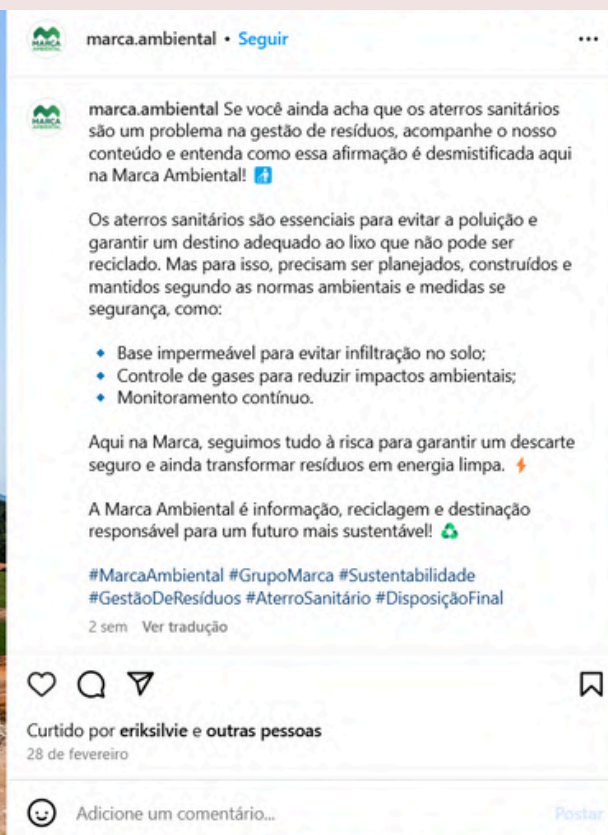 MARCA
AMBIENTAL
marca.ambiental • Seguir
MARCA
AMBIENTAL
marca.ambiental Se você ainda acha que os aterros sanitários
são um problema na gestão de resíduos, acompanhe o nosso
conteúdo e entenda como essa afirmação é desmistificada aqui
na Marca Ambiental! 🚮
Os aterros sanitários são essenciais para evitar a poluição e
garantir um destino adequado ao lixo que não pode ser
reciclado. Mas para isso, precisam ser planejados, construídos e
mantidos segundo as normas ambientais e medidas se
segurança, como:
🔹 Base impermeável para evitar infiltração no solo;
🔹 Controle de gases para reduzir impactos ambientais;
🔹 Monitoramento contínuo.
Aqui na Marca, seguimos tudo à risca para garantir um descarte
seguro e ainda transformar resíduos em energia limpa. ⚡
A Marca Ambiental é informação, reciclagem e destinação
responsável para um futuro mais sustentável! ♻️
#MarcaAmbiental #GrupoMarca #Sustentabilidade
#GestãoDeResíduos #AterroSanitário #DisposiçãoFinal
2 sem Ver tradução
Curtido por eriksilvie e outras pessoas
28 de fevereiro
Adicione um comentário... Postar